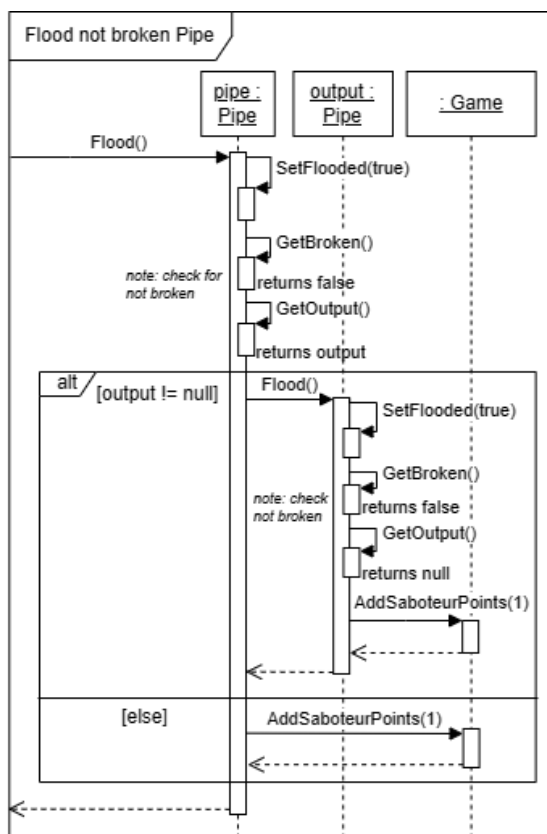 Flood not broken Pipe
pipe :
Pipe
output :
Pipe
: Game
Flood()
SetFlooded(true)
GetBroken()
note: check for
not broken
returns false
GetOutput()
returns output
alt
[output != null]
Flood()
SetFlooded(true)
GetBroken()
note: check
not broken
returns false
GetOutput()
returns null
AddSaboteurPoints(1)
[else]
AddSaboteurPoints(1)